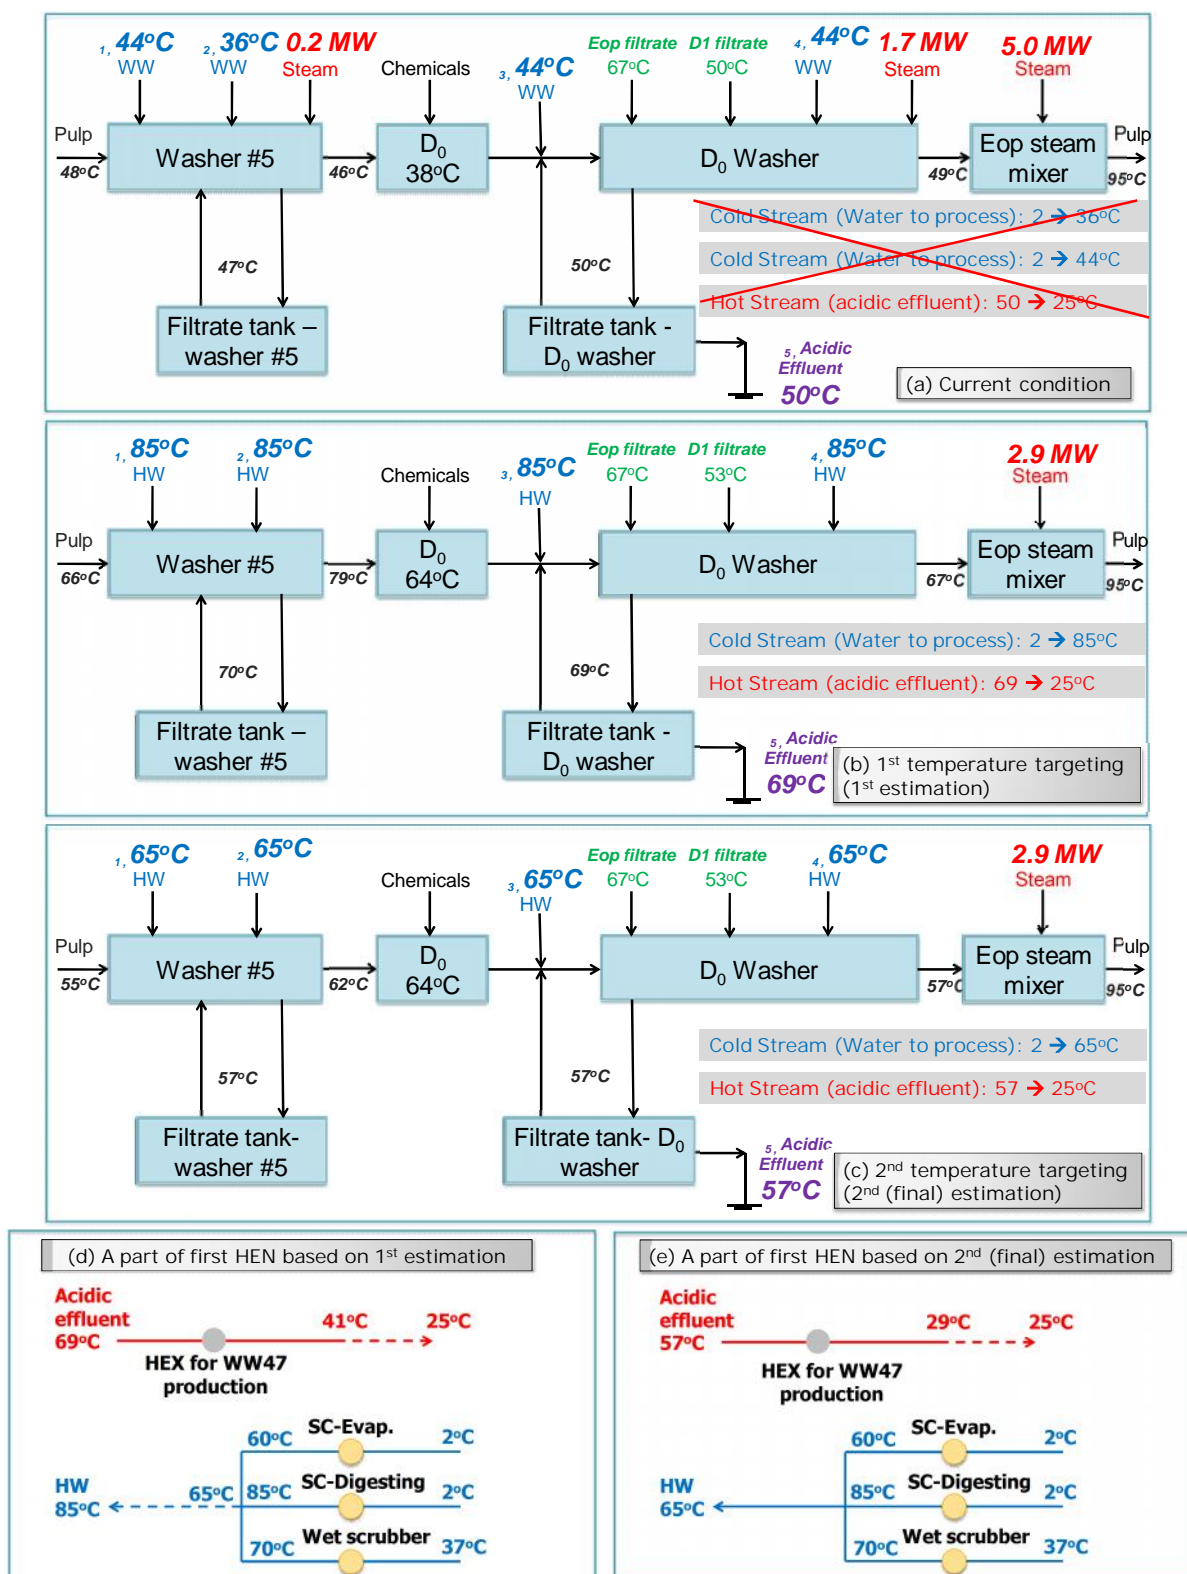 1, 44°C
2, 36°C
0.2 MW
WW
WW
Steam
Chemicals
3, 44°C
WW
Eop filtrate
67°C
D1 filtrate
50°C
4, 44°C
WW
1.7 MW
Steam
5.0 MW
Steam
Pulp
48°C
Washer #5
46°C
D0
38°C
D0 Washer
49°C
Eop steam
mixer
Pulp
95°C
47°C
50°C
Cold Stream (Water to process): 2 → 36°C
Cold Stream (Water to process): 2 → 44°C
Hot Stream (acidic effluent): 50 → 25°C
Filtrate tank –
washer #5
Filtrate tank -
D0 washer
5, Acidic
Effluent
50°C
(a) Current condition
1, 85°C
HW
2, 85°C
HW
Chemicals
3, 85°C
HW
Eop filtrate
67°C
D1 filtrate
53°C
4, 85°C
HW
2.9 MW
Steam
Pulp
66°C
Washer #5
79°C
D0
64°C
D0 Washer
67°C
Eop steam
mixer
Pulp
95°C
70°C
69°C
Cold Stream (Water to process): 2 → 85°C
Hot Stream (acidic effluent): 69 → 25°C
Filtrate tank –
washer #5
Filtrate tank -
D0 washer
5, Acidic
Effluent
69°C
(b) 1st temperature targeting
(1st estimation)
1, 65°C
HW
2, 65°C
HW
Chemicals
3, 65°C
HW
Eop filtrate
67°C
D1 filtrate
53°C
4, 65°C
HW
2.9 MW
Steam
Pulp
55°C
Washer #5
62°C
D0
64°C
D0 Washer
57°C
Eop steam
mixer
Pulp
95°C
57°C
57°C
Cold Stream (Water to process): 2 → 65°C
Hot Stream (acidic effluent): 57 → 25°C
Filtrate tank-
washer #5
Filtrate tank- D0
washer
5, Acidic
Effluent
57°C
(c) 2nd temperature targeting
(2nd (final) estimation)
(d) A part of first HEN based on 1st estimation
Acidic
effluent
69°C
41°C
25°C
HEX for WW47
production
SC-Evap.
60°C
2°C
SC-Digesting
HW
85°C
65°C
85°C
2°C
Wet scrubber
70°C
37°C
(e) A part of first HEN based on 2nd (final) estimation
Acidic
effluent
57°C
29°C
25°C
HEX for WW47
production
SC-Evap.
60°C
2°C
SC-Digesting
HW
65°C
85°C
2°C
Wet scrubber
70°C
37°C